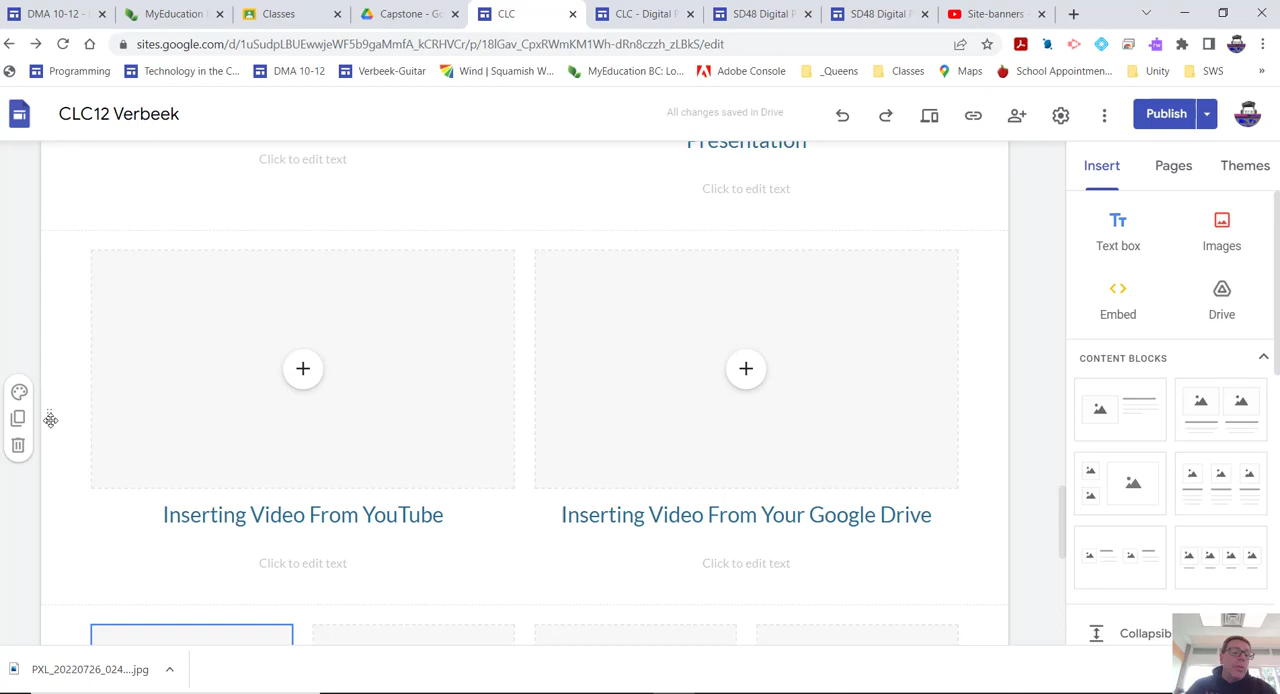 DMA 10-12 -
MyEducation
Classes
Capstone - Go
CLC
CLC - Digital P
SD48 Digital P
SD48 Digital P
Site-banners -
sites.google.com/d/1uSudpLBUEwwjeWF5b9gaMmfA_kCRHVCr/p/18lGav_CpxRWmKM1Wh-dRn8czzh_zLBkS/edit
Programming
Technology in the C...
DMA 10-12
Verbeek-Guitar
Wind | Squamish W...
MyEducation BC: Lo...
Adobe Console
_Queens
Classes
Maps
School Appointmen...
Unity
SWS
»
CLC12 Verbeek
All changes saved in Drive
Publish
Insert
Pages
Themes
Presentation
Click to edit text
Click to edit text
Tт
Text box
Images
Embed
Drive
CONTENT BLOCKS
Inserting Video From YouTube
Inserting Video From Your Google Drive
Click to edit text
Click to edit text
Collapsib
PXL_20220726_024....jpg